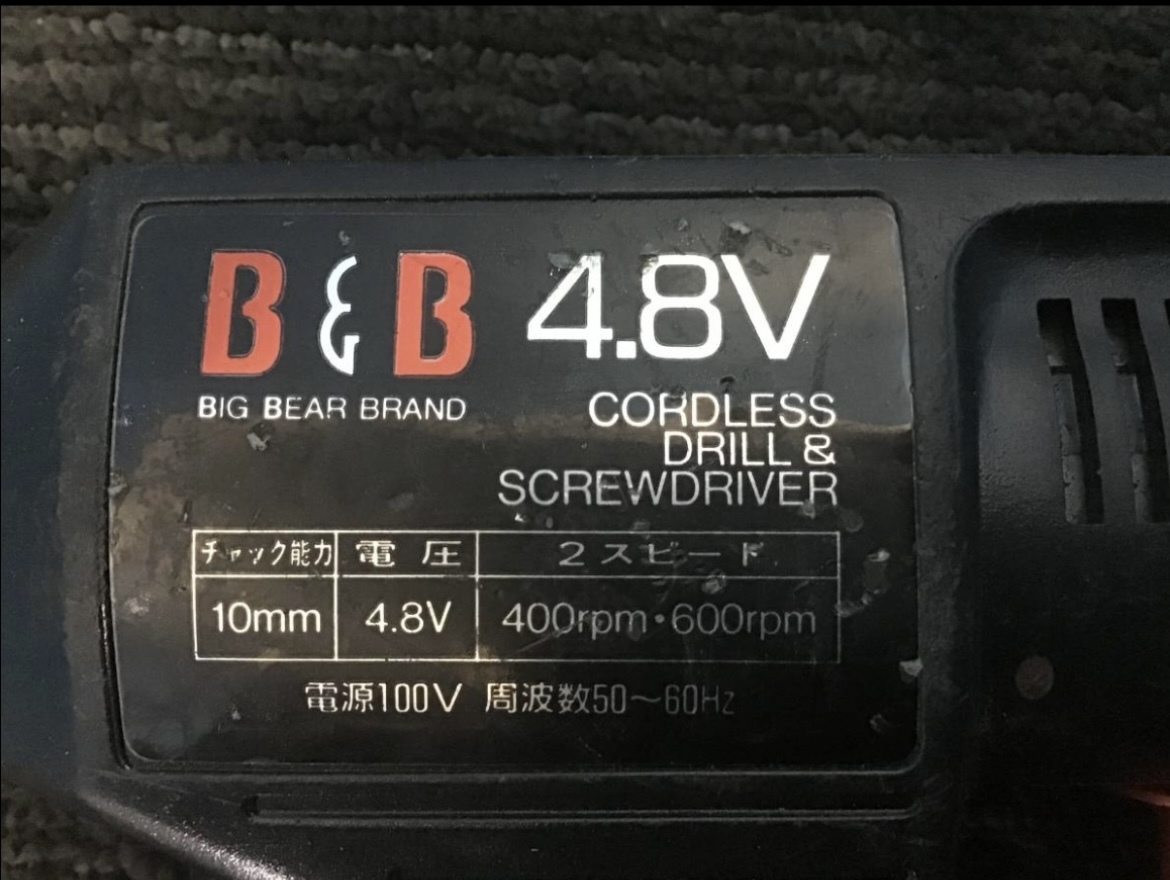 B & B 4.8V
BIG BEAR BRAND
CORDLESS
DRILL &
SCREWDRIVER
チャック能力 電圧 2スピード
10mm 4.8V 400rpm・600rpm
電源100V 周波数50～60Hz